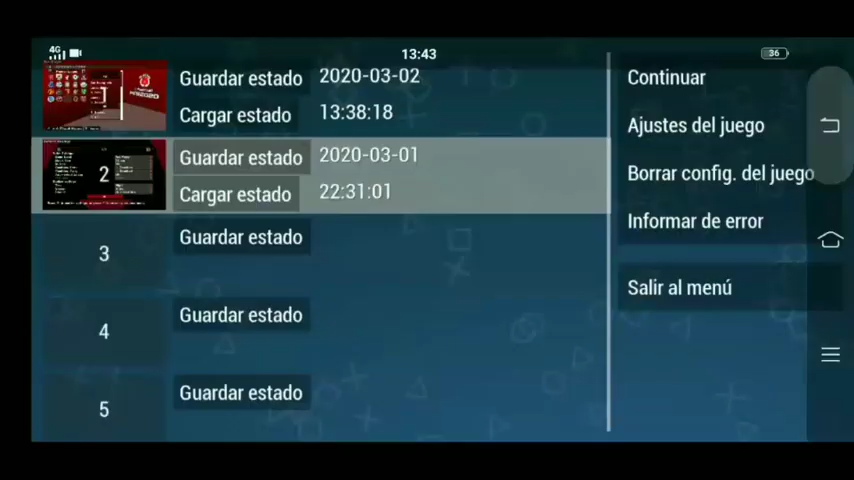 4G
13:43
36
Guardar estado 2020-03-02
Cargar estado 13:38:18
2
Guardar estado 2020-03-01
Cargar estado 22:31:01
3
Guardar estado
4
Guardar estado
5
Guardar estado
Continuar
Ajustes del juego
Borrar config. del juego
Informar de error
Salir al menú